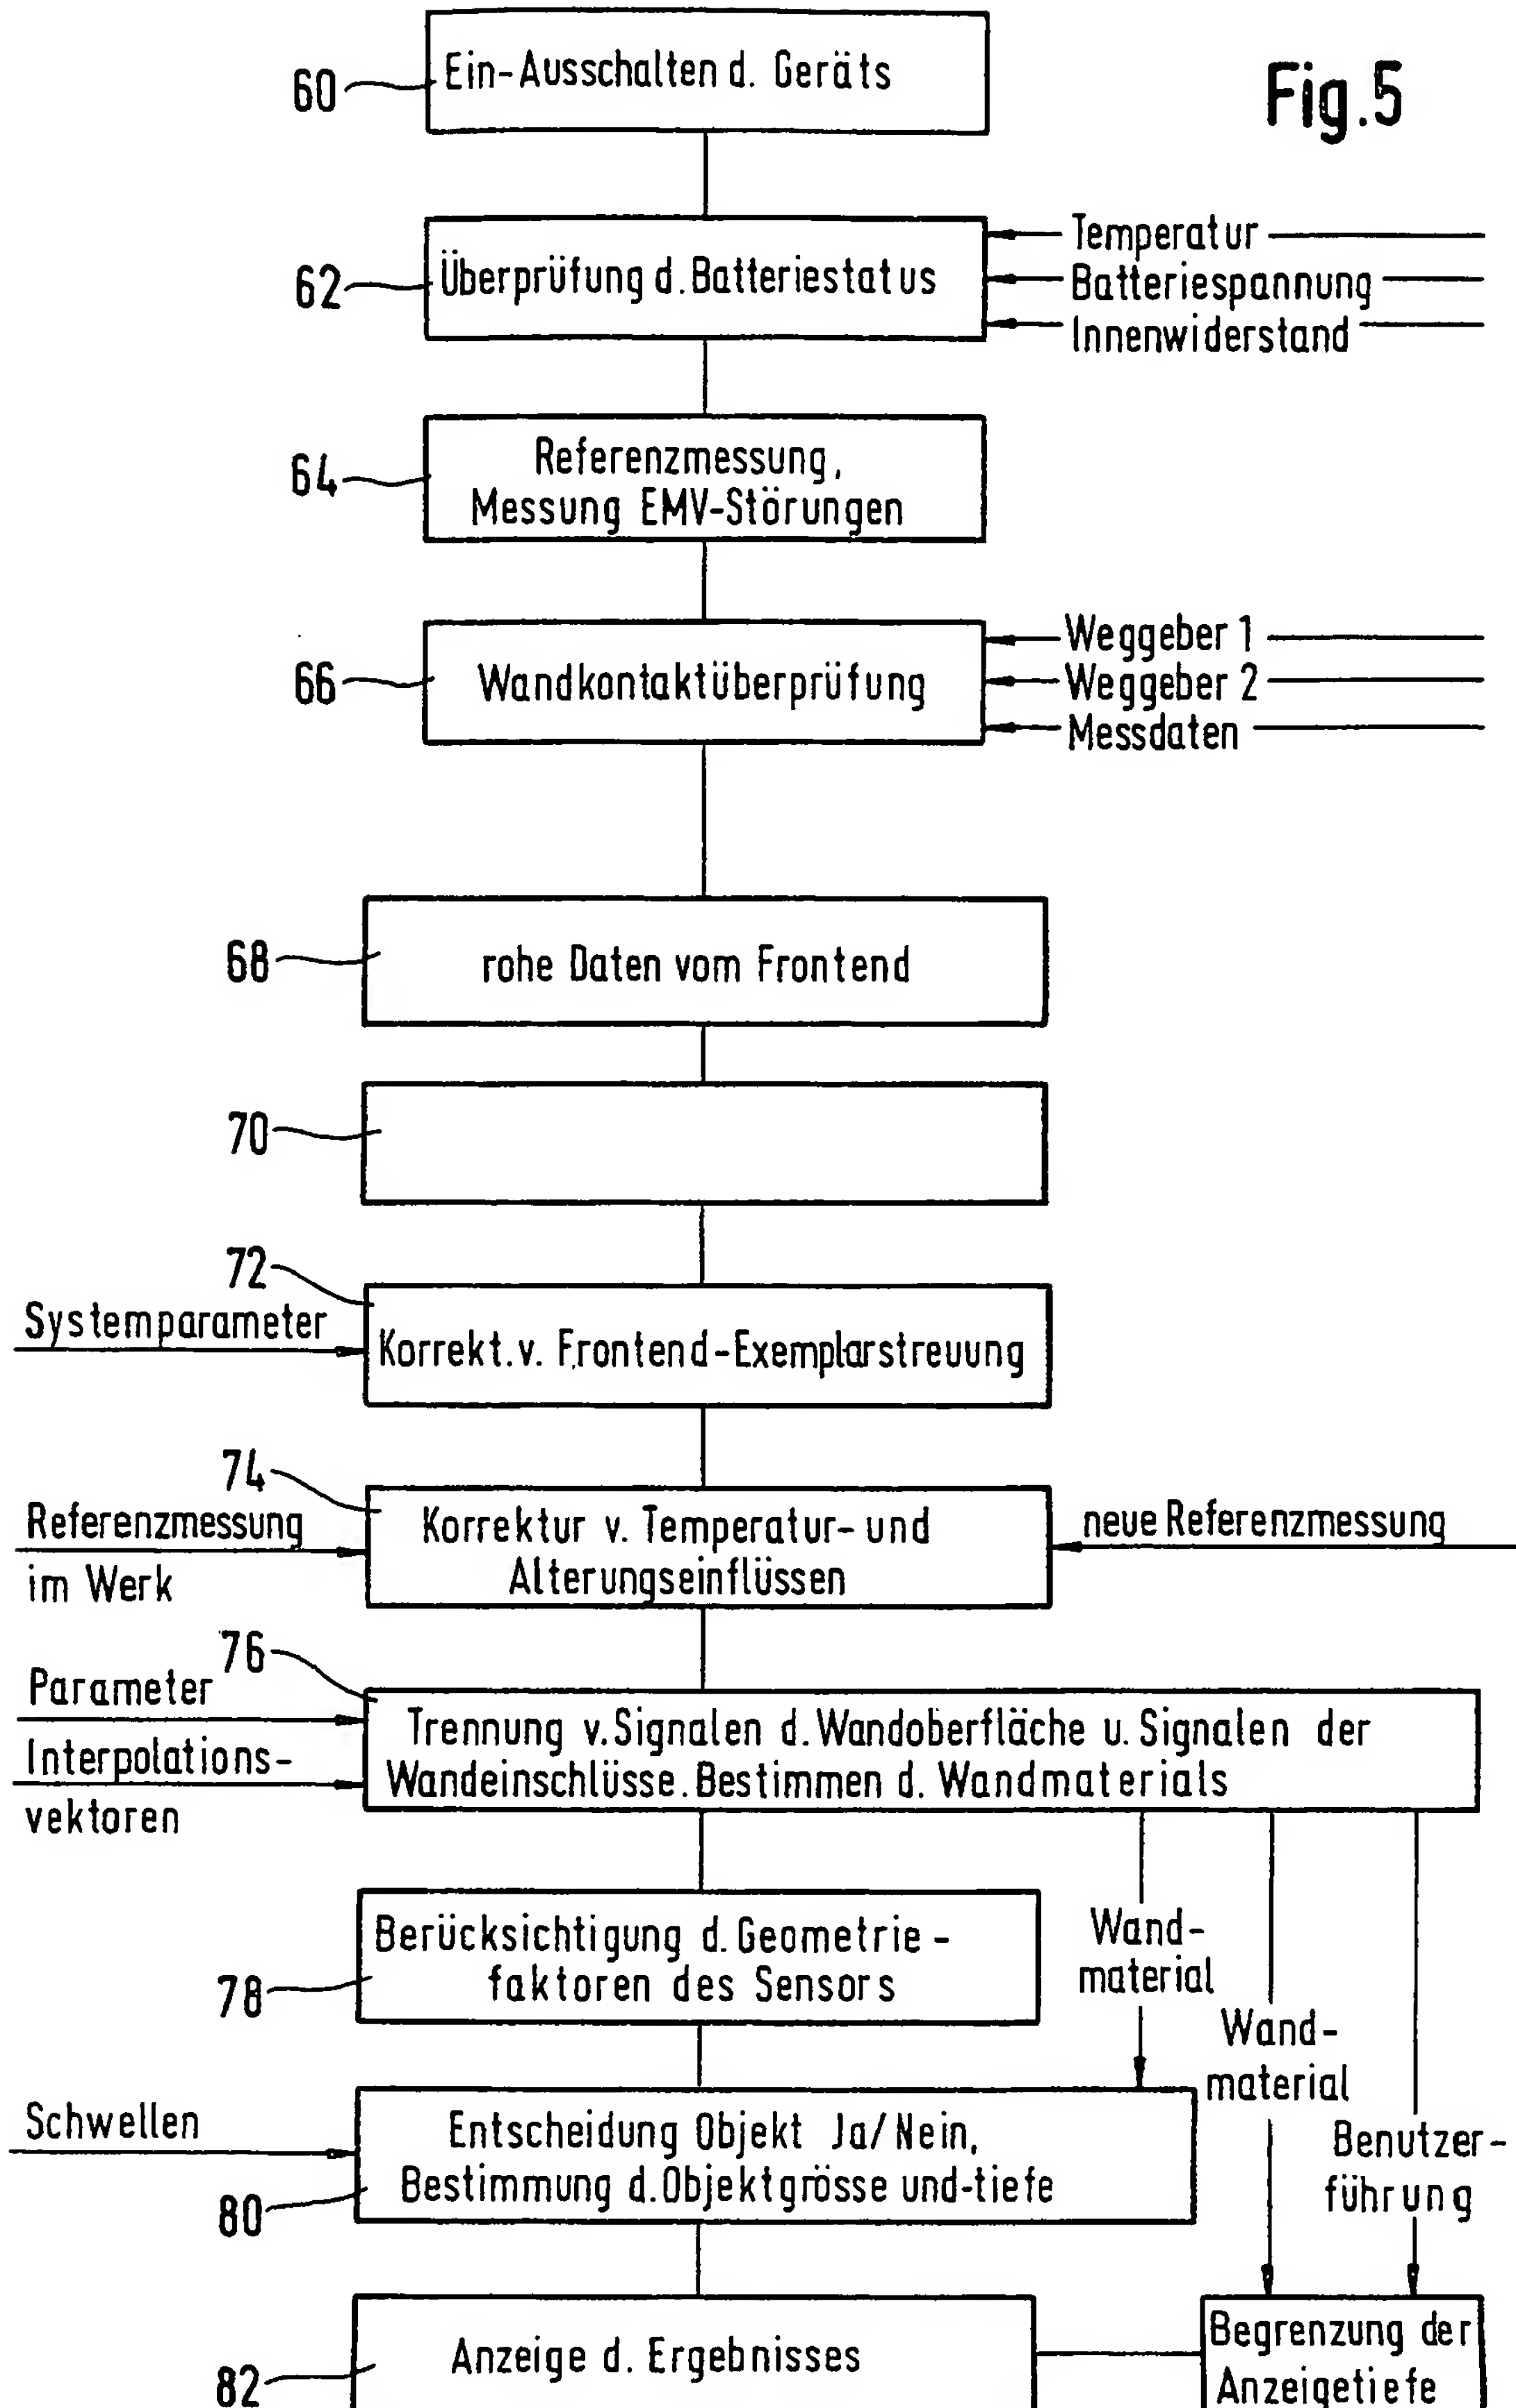 Fig.5
60
Ein-Ausschalten d. Geräts
62
Überprüfung d. Batteriestatus
Temperatur
Batteriespannung
Innenwiderstand
64
Referenzmessung,
Messung EMV-Störungen
66
Wandkontaktüberprüfung
Weggeber 1
Weggeber 2
Messdaten
68
rohe Daten vom Frontend
70
72
Systemparameter
Korrekt. v. Frontend-Exemplarstreuung
74
Referenzmessung
im Werk
Korrektur v. Temperatur- und
Alterungseinflüssen
neue Referenzmessung
76
Parameter
Interpolations-
vektoren
Trennung v. Signalen d. Wandoberfläche u. Signalen der
Wandeinschlüsse. Bestimmen d. Wandmaterials
78
Berücksichtigung d. Geometrie-
faktoren des Sensors
Wand-
material
Wand-
material
Benutzer-
führung
Schwellen
80
Entscheidung Objekt Ja/Nein,
Bestimmung d. Objektgrösse und-tiefe
82
Anzeige d. Ergebnisses
Begrenzung der
Anzeigetiefe